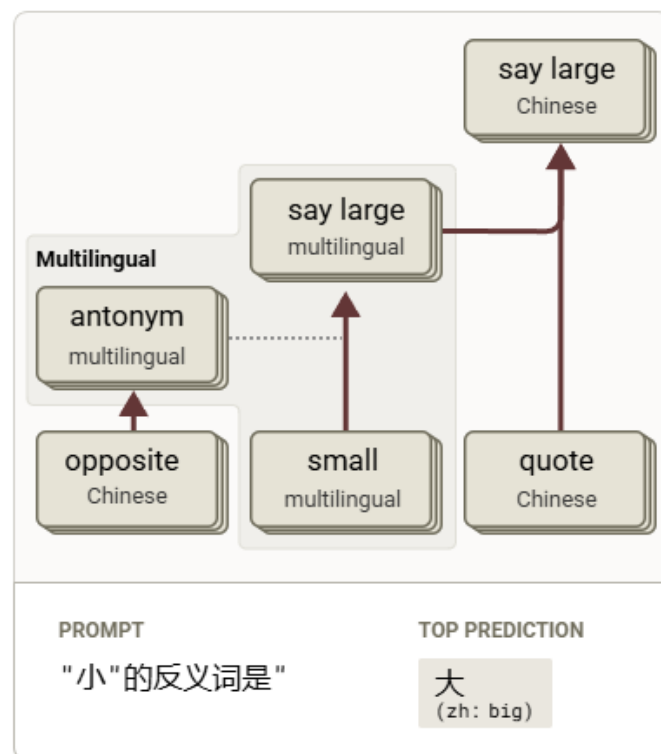 say large
Chinese
say large
multilingual
Multilingual
antonym
multilingual
opposite
Chinese
small
multilingual
quote
Chinese
PROMPT
TOP PREDICTION
"小"的反义词是"
大
(zh: big)